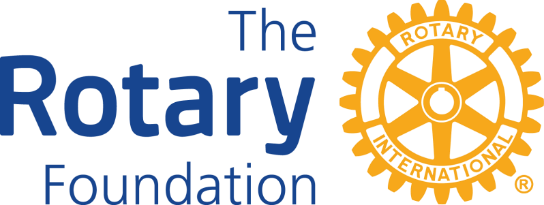 The
Rotary
Foundation
ROTARY
INTERNATIONAL
®